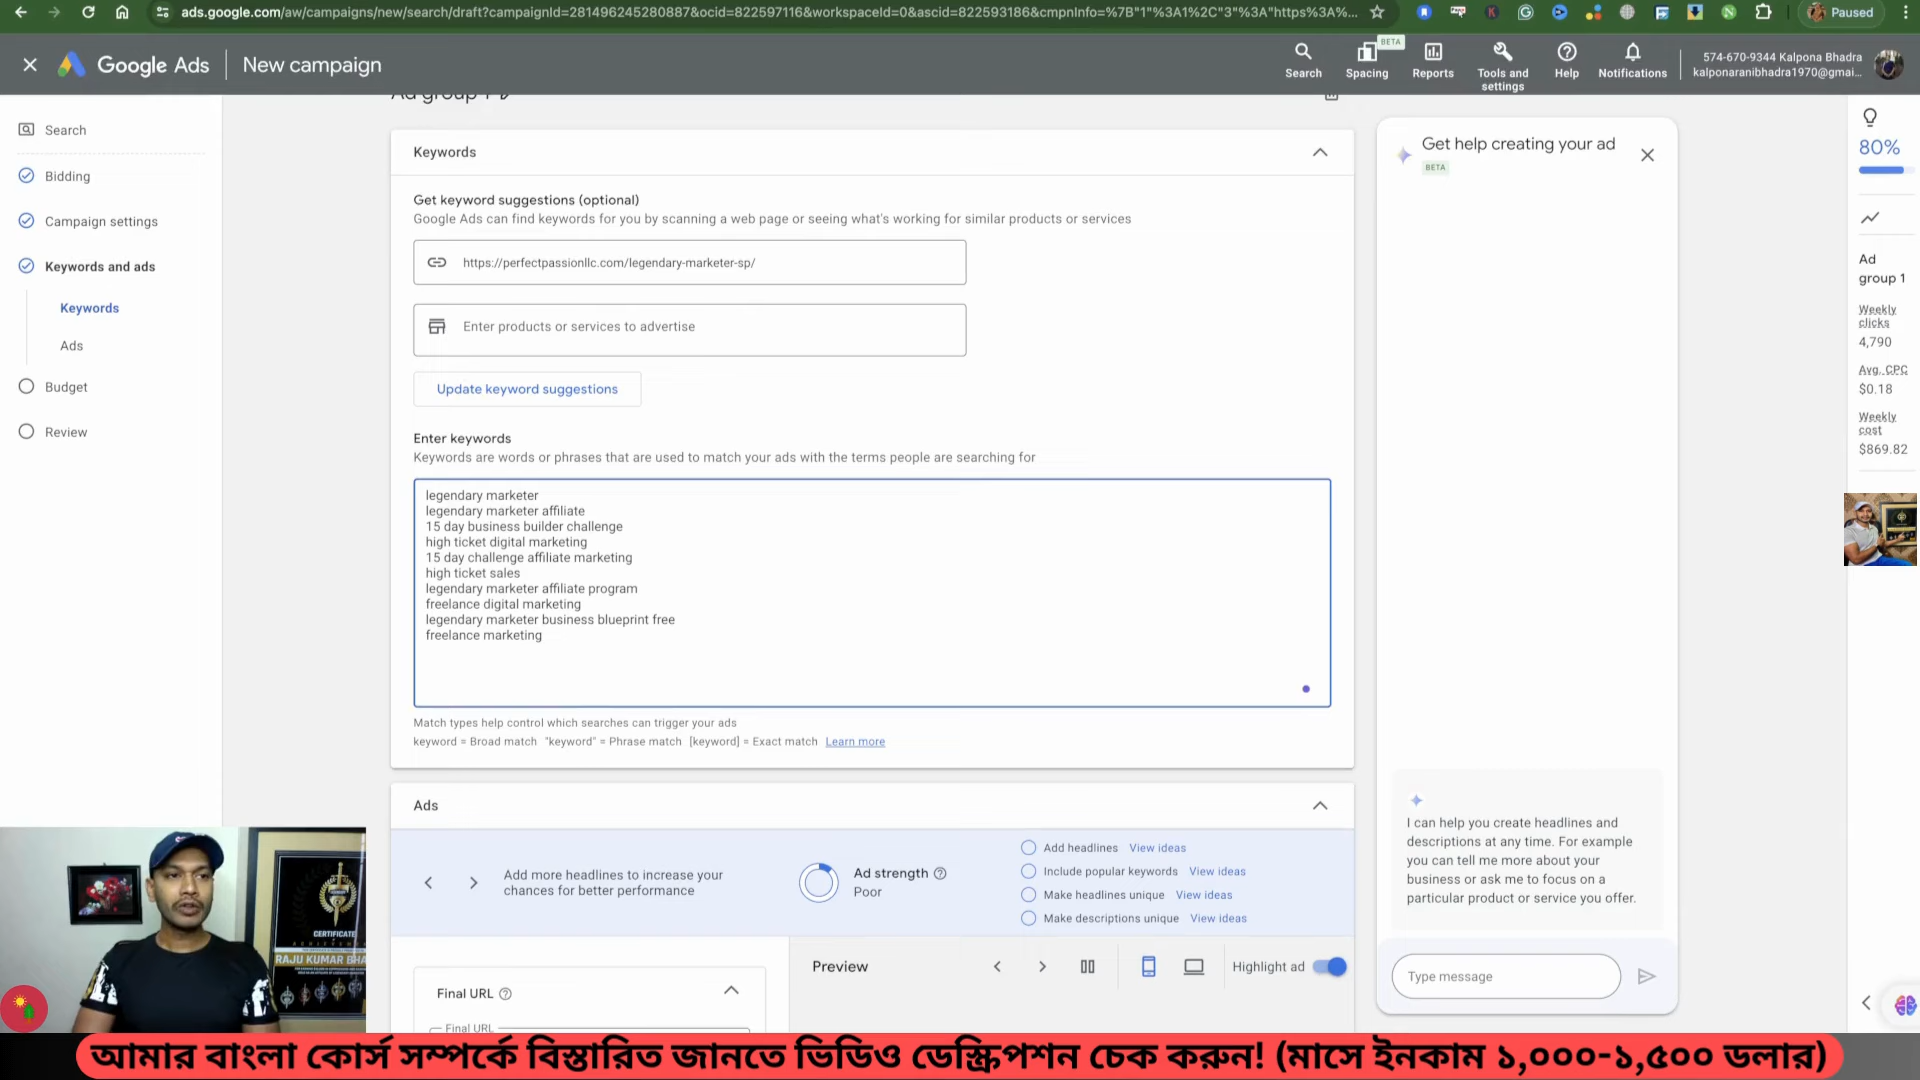 ads.google.com/aw/campaigns/new/search/draft?campaignId=281496245280887&ocid=822597116&workspaceId=0&ascid=822593186&cmpnInfo=%7B"1"%3A1%2C"3"%3A"https%3A%...
Paused
Google Ads
New campaign
Search
Spacing
BETA
Reports
Tools and
settings
Help
Notifications
574-670-9344 Kalpona Bhadra
kalponaranibhadra1970@gmai...
Search
Bidding
Campaign settings
Keywords and ads
Keywords
Ads
Budget
Review
Ad group 1
Keywords
Get keyword suggestions (optional)
Google Ads can find keywords for you by scanning a web page or seeing what's working for similar products or services
https://perfectpassionllc.com/legendary-marketer-sp/
Enter products or services to advertise
Update keyword suggestions
Enter keywords
Keywords are words or phrases that are used to match your ads with the terms people are searching for
legendary marketer
legendary marketer affiliate
15 day business builder challenge
high ticket digital marketing
15 day challenge affiliate marketing
high ticket sales
legendary marketer affiliate program
freelance digital marketing
legendary marketer business blueprint free
freelance marketing
Match types help control which searches can trigger your ads
keyword = Broad match "keyword" = Phrase match [keyword] = Exact match Learn more
Ads
Add more headlines to increase your
chances for better performance
Ad strength
Poor
Add headlines View ideas
Include popular keywords View ideas
Make headlines unique View ideas
Make descriptions unique View ideas
Final URL
Final URL
Preview
Highlight ad
Get help creating your ad
BETA
I can help you create headlines and
descriptions at any time. For example
you can tell me more about your
business or ask me to focus on a
particular product or service you offer.
Type message
80%
Ad
group 1
Weekly
clicks
4,790
Avg. CPC
$0.18
Weekly
cost
$869.82
CERTIFICATE
RAJU KUMAR BHA
আমার বাংলা কোর্স সম্পর্কে বিস্তারিত জানতে ভিডিও ডেস্ক্রিপশন চেক করুন! (মাসে ইনকাম ১,০০০-১,৫০০ ডলার)